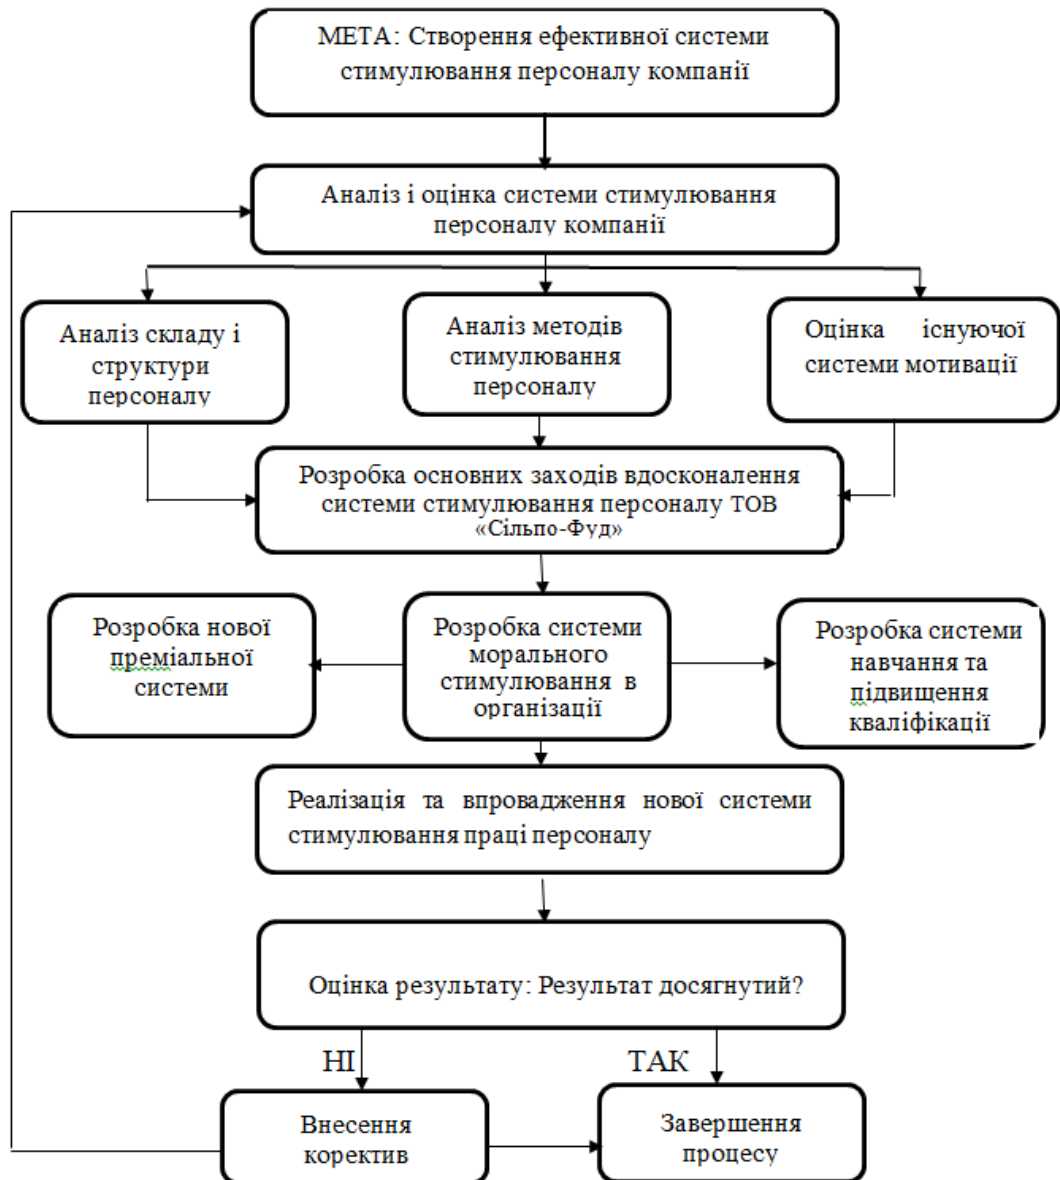 МЕТА: Створення ефективної системи
стимулювання персоналу компанії
Аналіз і оцінка системи стимулювання
персоналу компанії
Аналіз складу і
структури
персоналу
Аналіз методів
стимулювання
персоналу
Оцінка існуючої
системи мотивації
Розробка основних заходів вдосконалення
системи стимулювання персоналу ТОВ
«Сільпо-Фуд»
Розробка нової
преміальної
системи
Розробка системи
морального
стимулювання в
організації
Розробка системи
навчання та
підвищення
кваліфікації
Реалізація та впровадження нової системи
стимулювання праці персоналу
Оцінка результату: Результат досягнутий?
НІ
ТАК
Внесення
коректив
Завершення
процесу